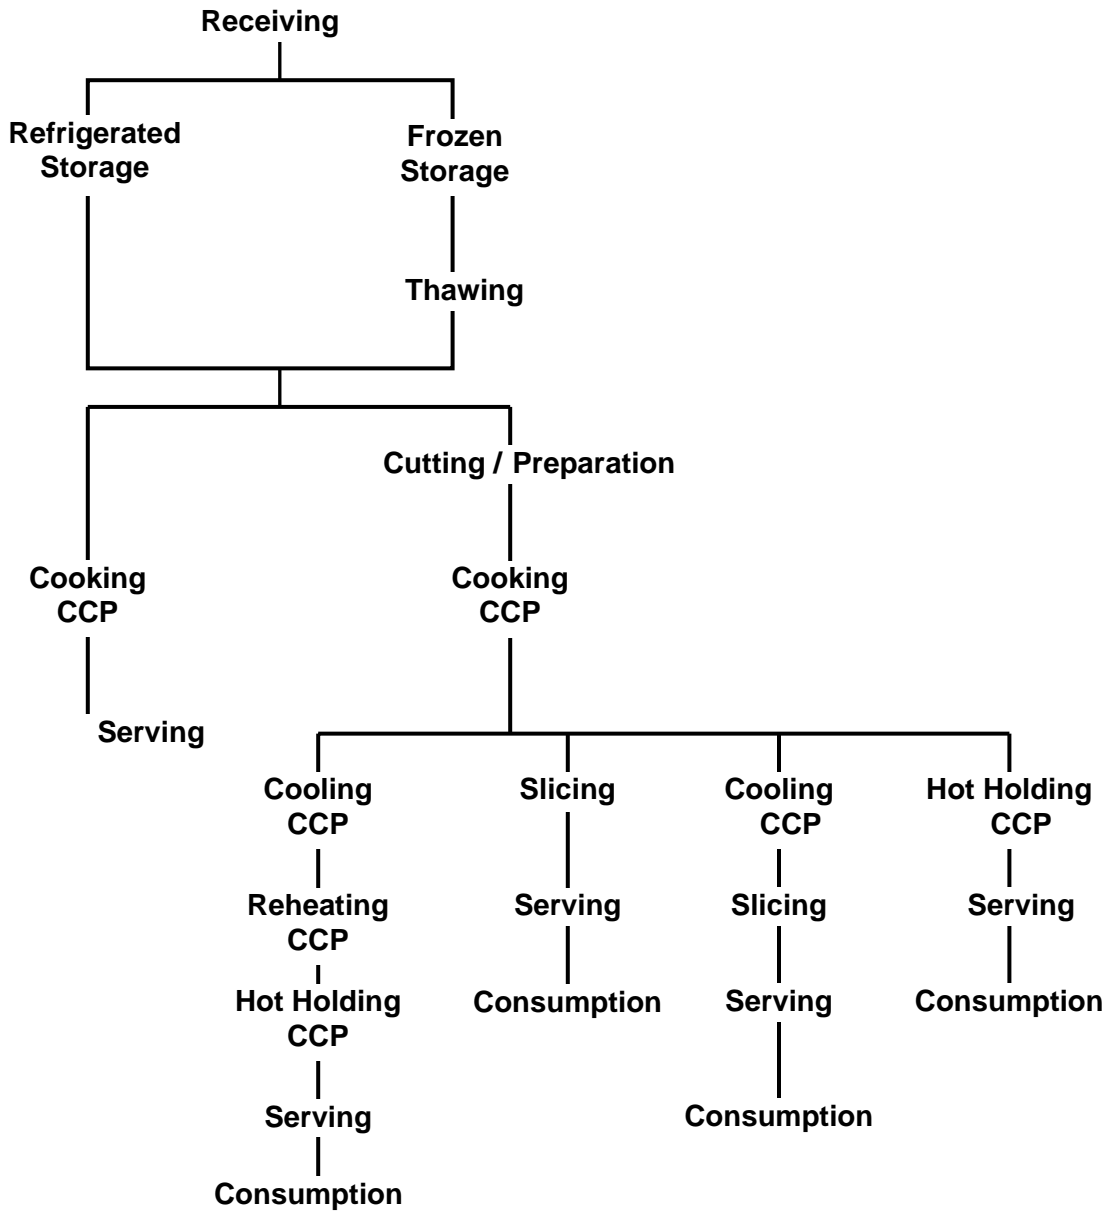 Receiving
Refrigerated
Storage
Frozen
Storage
Thawing
Cutting / Preparation
Cooking
CCP
Cooking
CCP
Serving
Cooling
CCP
Slicing
Cooling
CCP
Hot Holding
CCP
Reheating
CCP
Serving
Slicing
Serving
Hot Holding
CCP
Consumption
Serving
Consumption
Serving
Consumption
Consumption